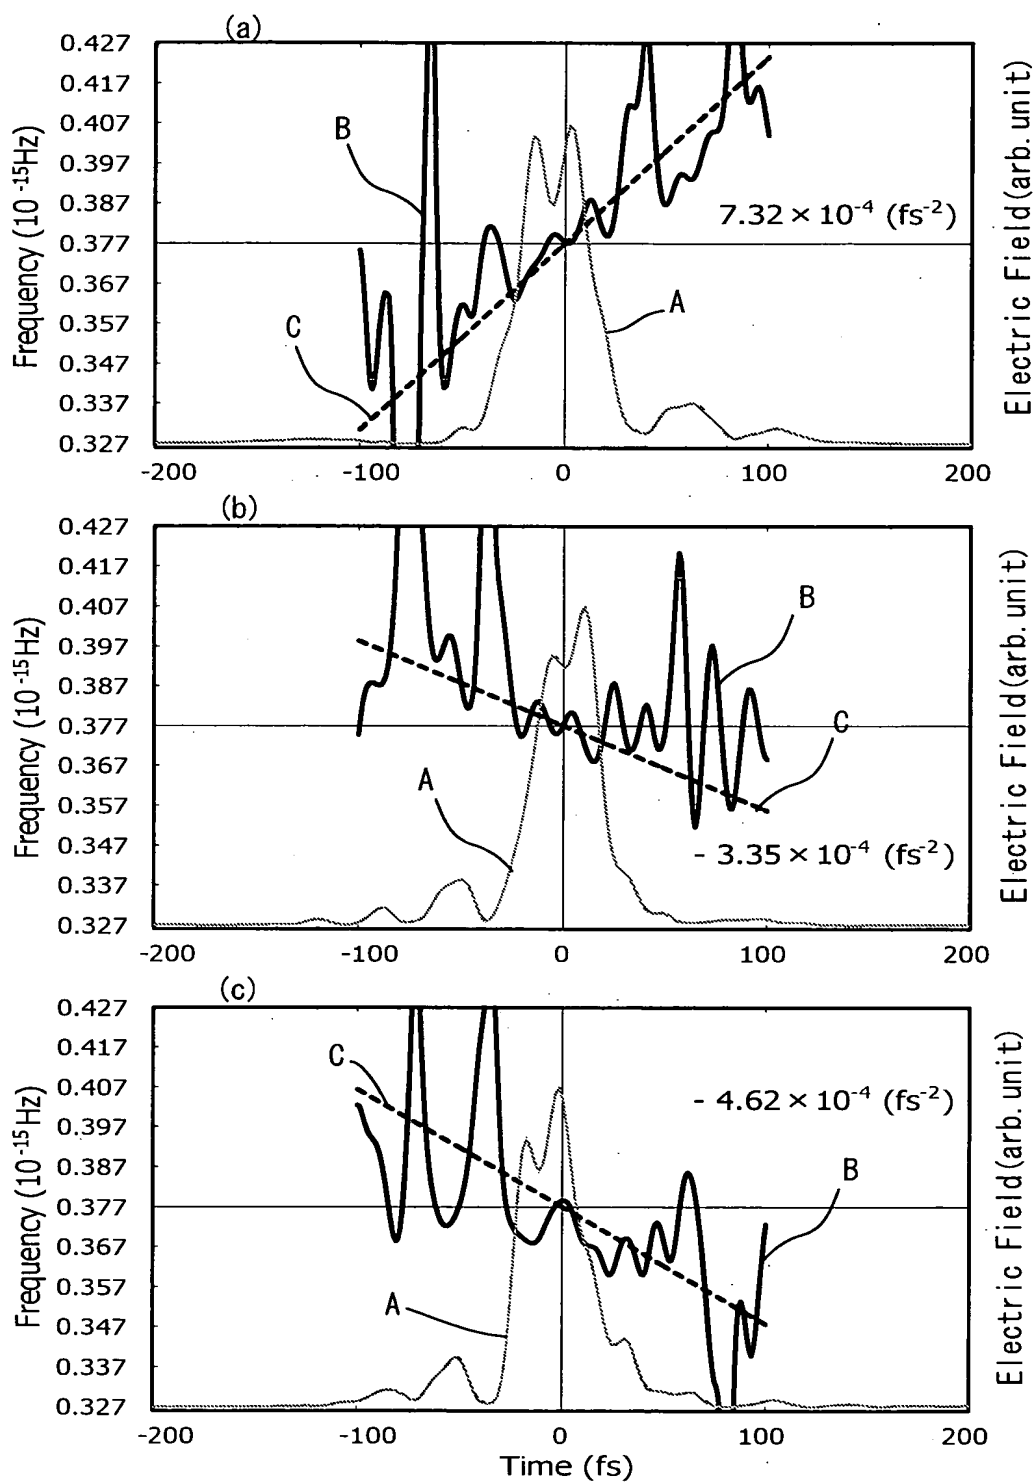 (a)
0.427
0.417
0.407
0.397
0.387
0.377
0.367
0.357
0.347
0.337
0.327
Frequency (10⁻¹⁵Hz)
B
C
A
7.32×10⁻⁴ (fs⁻²)
Electric Field(arb. unit)
-200 -100 0 100 200
(b)
0.427
0.417
0.407
0.397
0.387
0.377
0.367
0.357
0.347
0.337
0.327
Frequency (10⁻¹⁵Hz)
B
C
A
- 3.35×10⁻⁴ (fs⁻²)
Electric Field(arb. unit)
-200 -100 0 100 200
(c)
0.427
0.417
0.407
0.397
0.387
0.377
0.367
0.357
0.347
0.337
0.327
Frequency (10⁻¹⁵Hz)
C
- 4.62×10⁻⁴ (fs⁻²)
B
A
Electric Field(arb. unit)
-200 -100 0 100 200
Time (fs)